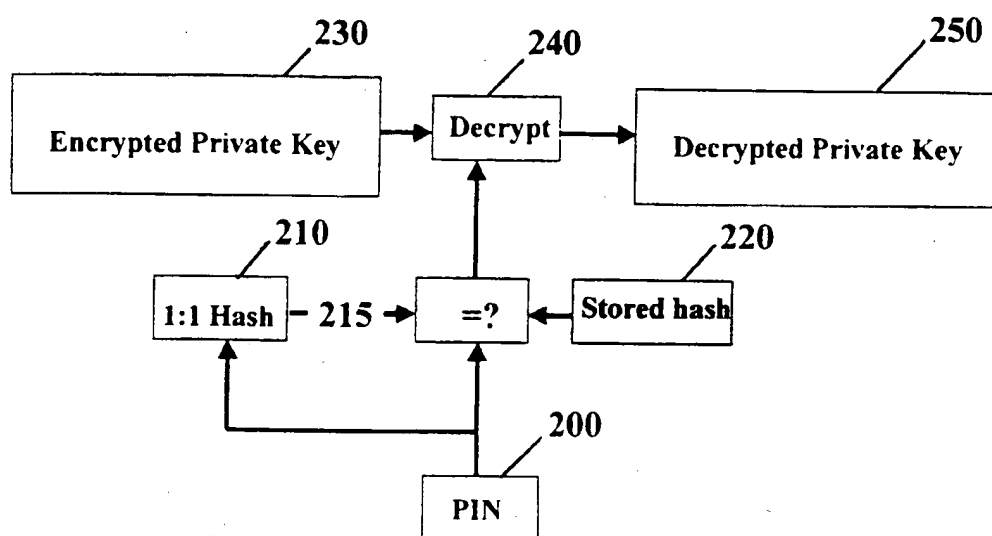 230
240
250
Encrypted Private Key
Decrypt
Decrypted Private Key
210
220
1:1 Hash
215
=?
Stored hash
200
PIN